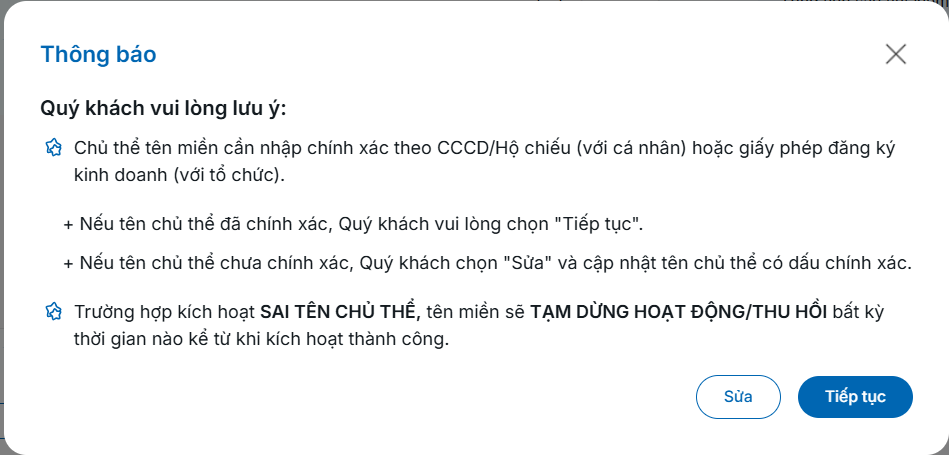 Thông báo
Quý khách vui lòng lưu ý:
Chủ thể tên miền cần nhập chính xác theo CCCD/Hộ chiếu (với cá nhân) hoặc giấy phép đăng ký
kinh doanh (với tổ chức).
+ Nếu tên chủ thể đã chính xác, Quý khách vui lòng chọn "Tiếp tục".
+ Nếu tên chủ thể chưa chính xác, Quý khách chọn "Sửa" và cập nhật tên chủ thể có dấu chính xác.
Trường hợp kích hoạt SAI TÊN CHỦ THỂ, tên miền sẽ TẠM DỪNG HOẠT ĐỘNG/THU HỒI bất kỳ
thời gian nào kể từ khi kích hoạt thành công.
Sửa
Tiếp tục